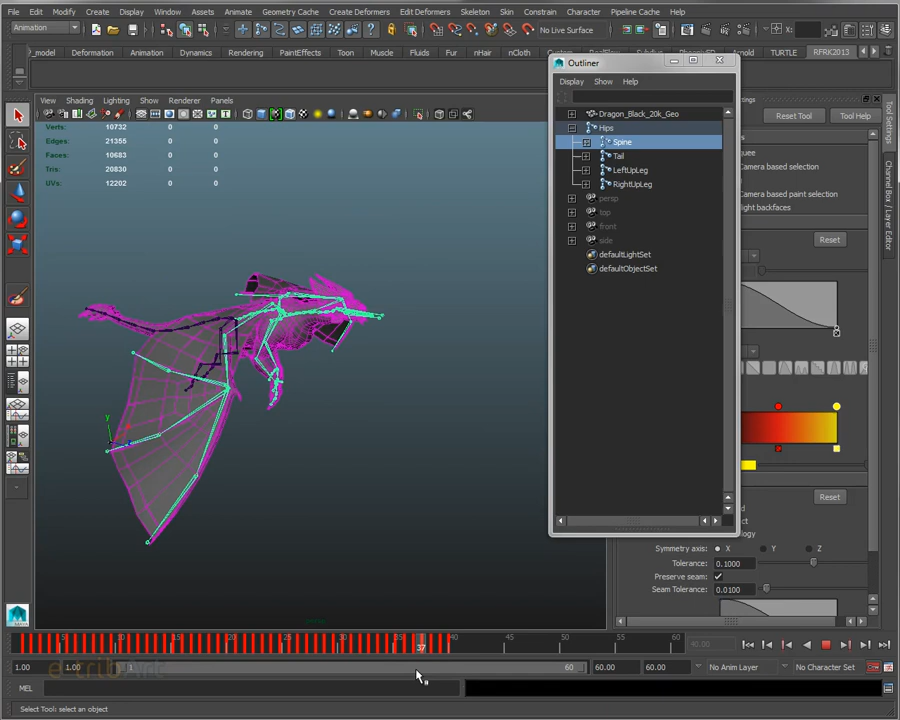 File Edit Modify Create Display Window Assets Animate Geometry Cache Create Deformers Edit Deformers Skeleton Skin Constrain Character Pipeline Cache Help
Animation No Live Surface X:
_model Deformation Animation Dynamics Rendering PaintEffects Toon Muscle Fluids Fur nHair nCloth Arnold TURTLE RFRK2013
Outliner
Display Show Help
View Shading Lighting Show Renderer Panels
Verts: 10732 0 0
Edges: 21355 0 0
Faces: 10683 0 0
Tris: 20830 0 0
UVs: 12202 0 0
Dragon_Black_20k_Geo
Hips
Spine
Tail
LeftUpLeg
RightUpLeg
persp
top
front
side
defaultLightSet
defaultObjectSet
ttings
Reset Tool Tool Help
Camera based selection
Camera based paint selection
Reset
Reset
Symmetry axis: X Y Z
Tolerance: 0.1000
Preserve seam:
Seam Tolerance: 0.0100
Tool Settings
Channel Box / Layer Editor
y
5 10 20 30 37 40 45 50 55 60 40.00
1.00 1.00 1 60 60.00 60.00 No Anim Layer No Character Set
e-tribArt
MEL
Select Tool: select an object